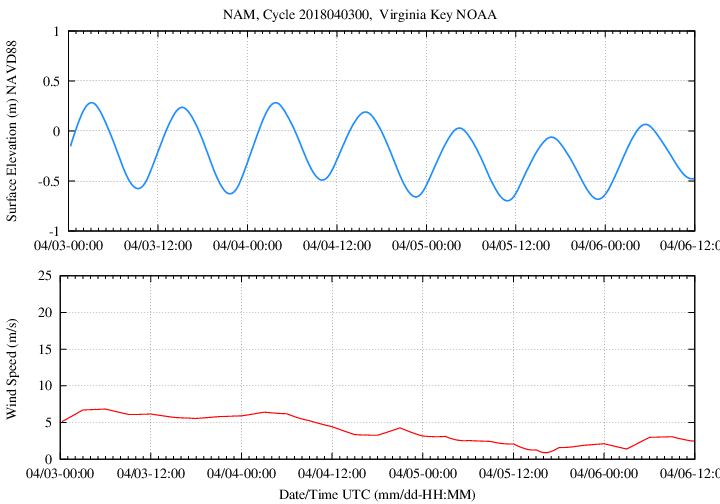 NAM, Cycle 2018040300,  Virginia Key NOAA
Surface Elevation (m) NAVD88
1
0.5
0
-0.5
-1
04/03-00:00 04/03-12:00 04/04-00:00 04/04-12:00 04/05-00:00 04/05-12:00 04/06-00:00 04/06-12:00
Wind Speed (m/s)
25
20
15
10
5
0
04/03-00:00 04/03-12:00 04/04-00:00 04/04-12:00 04/05-00:00 04/05-12:00 04/06-00:00 04/06-12:0
Date/Time UTC (mm/dd-HH:MM)